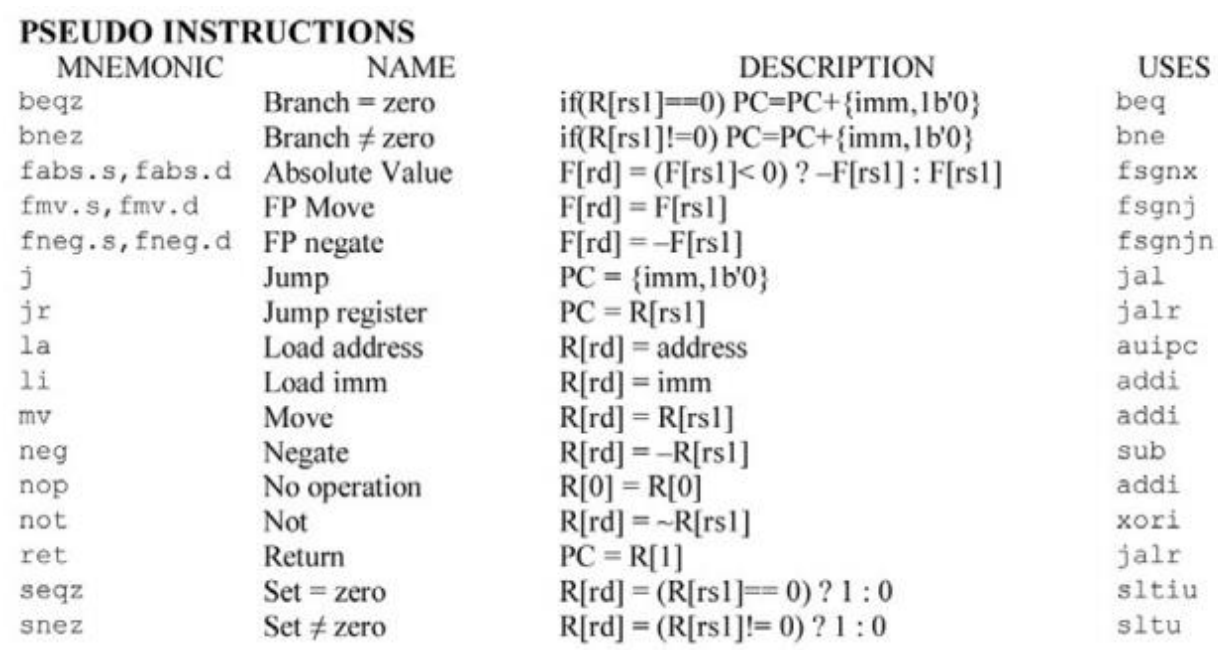 PSEUDO INSTRUCTIONS
MNEMONIC NAME DESCRIPTION USES
beqz Branch = zero if(R[rs1]==0) PC=PC+{imm,1b'0} beq
bnez Branch ≠ zero if(R[rs1]!=0) PC=PC+{imm,1b'0} bne
fabs.s,fabs.d Absolute Value F[rd] = (F[rs1]< 0) ? –F[rs1] : F[rs1] fsgnx
fmv.s,fmv.d FP Move F[rd] = F[rs1] fsgnj
fneg.s,fneg.d FP negate F[rd] = –F[rs1] fsgnjn
j Jump PC = {imm,1b'0} jal
jr Jump register PC = R[rs1] jalr
la Load address R[rd] = address auipc
li Load imm R[rd] = imm addi
mv Move R[rd] = R[rs1] addi
neg Negate R[rd] = –R[rs1] sub
nop No operation R[0] = R[0] addi
not Not R[rd] = ~R[rs1] xori
ret Return PC = R[1] jalr
seqz Set = zero R[rd] = (R[rs1]== 0) ? 1 : 0 sltiu
snez Set ≠ zero R[rd] = (R[rs1]!= 0) ? 1 : 0 sltu